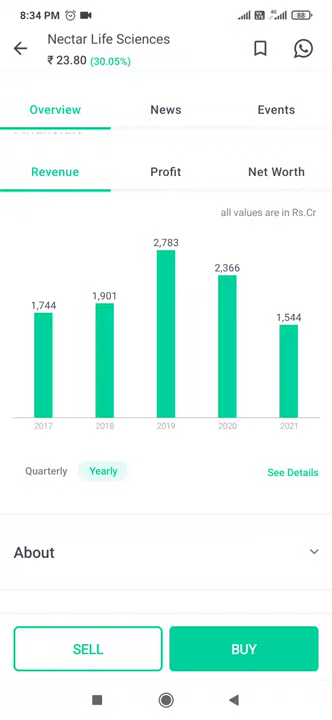 8:34 PM
4G
88
Nectar Life Sciences
₹ 23.80 (30.05%)
Overview News Events
Financials
Revenue Profit Net Worth
all values are in Rs.Cr
2,783
2,366
1,901
1,744
1,544
2017 2018 2019 2020 2021
Quarterly Yearly See Details
About
SELL BUY